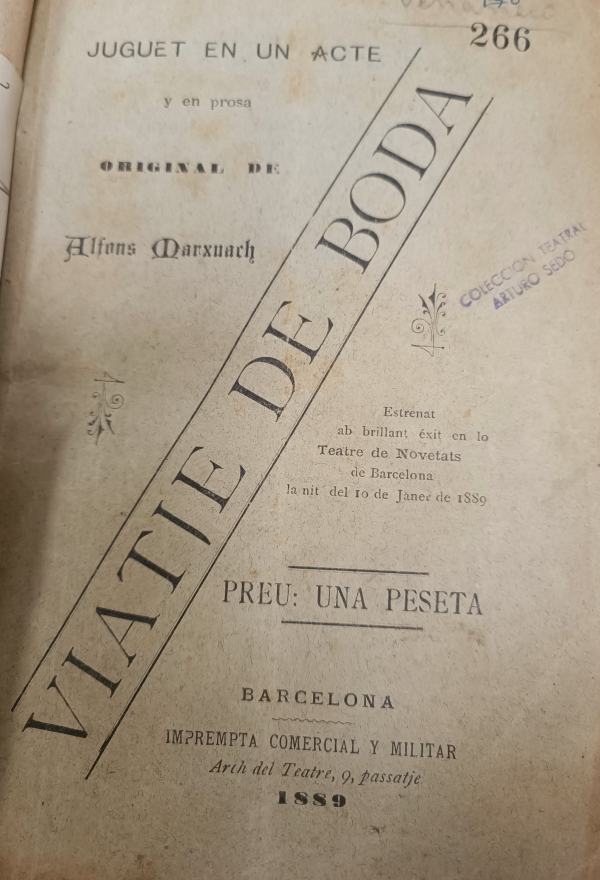 266
JUGUET EN UN ACTE
y en prosa
ORIGINAL DE
Alfons Marxuach
VIATJE DE BODA
COLECCION TEATRAL
ARTURO SEDO
Estrenat
ab brillant éxit en lo
Teatre de Novetats
de Barcelona
la nit del 10 de Janer de 1889
PREU: UNA PESETA
BARCELONA
IMPREMPTA COMERCIAL Y MILITAR
Arch del Teatre, 9, passatje
1889